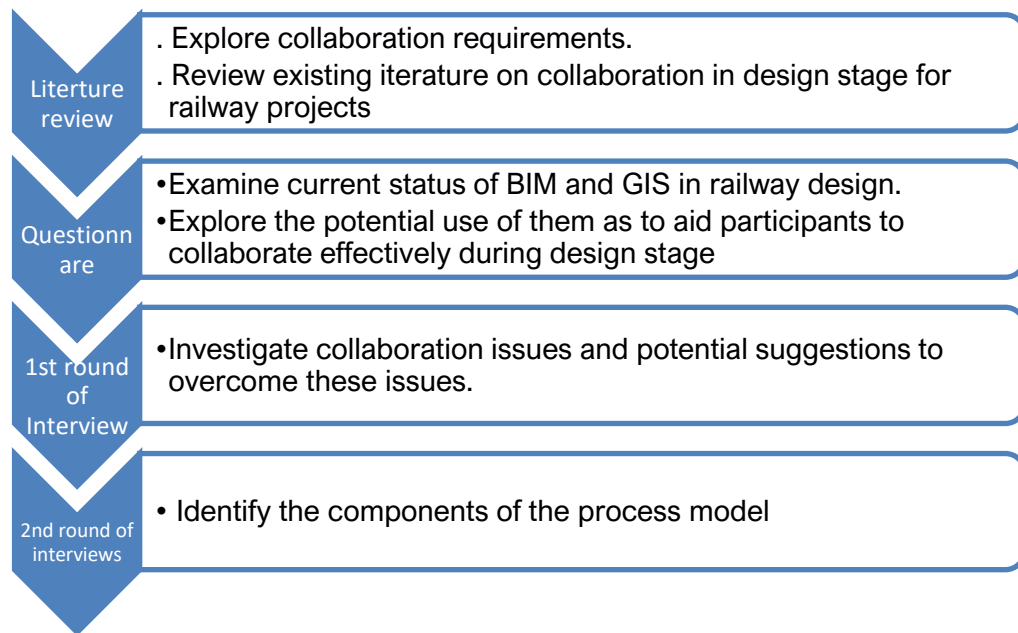 Literture
review
. Explore collaboration requirements.
. Review existing iterature on collaboration in design stage for
railway projects
Questionn
are
•Examine current status of BIM and GIS in railway design.
•Explore the potential use of them as to aid participants to
collaborate effectively during design stage
1st round
of
Interview
•Investigate collaboration issues and potential suggestions to
overcome these issues.
2nd round of
interviews
• Identify the components of the process model